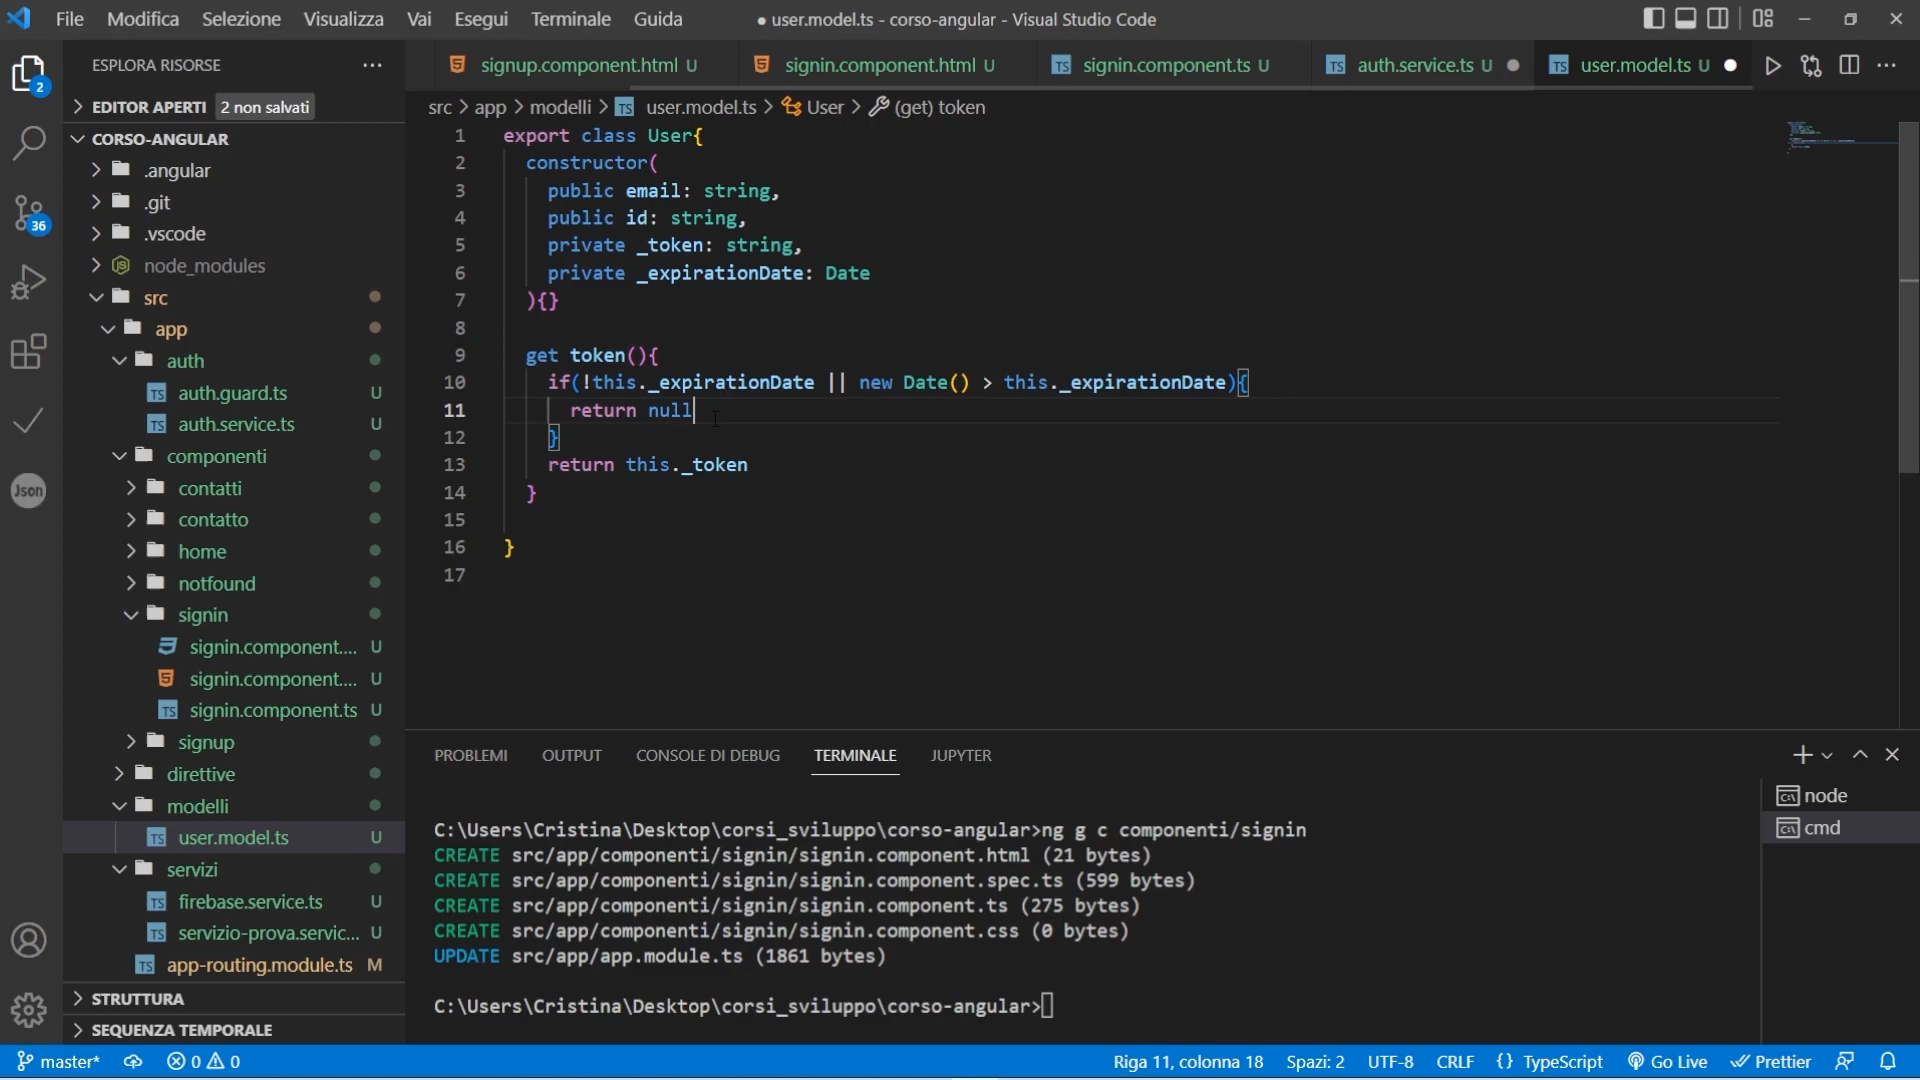 File Modifica Selezione Visualizza Vai Esegui Terminale Guida
● user.model.ts - corso-angular - Visual Studio Code
ESPLORA RISORSE
EDITOR APERTI 2 non salvati
CORSO-ANGULAR
.angular
.git
.vscode
node_modules
src
app
auth
auth.guard.ts U
auth.service.ts U
componenti
contatti
contatto
home
notfound
signin
signin.component.... U
signin.component.... U
signin.component.ts U
signup
direttive
modelli
user.model.ts U
servizi
firebase.service.ts U
servizio-prova.servic... U
app-routing.module.ts M
STRUTTURA
SEQUENZA TEMPORALE
2
36
Json
signup.component.html U
signin.component.html U
signin.component.ts U
auth.service.ts U
user.model.ts U
src > app > modelli > user.model.ts > User > (get) token
1 export class User{
2 constructor(
3 public email: string,
4 public id: string,
5 private _token: string,
6 private _expirationDate: Date
7 ){}
8
9 get token(){
10 if(!this._expirationDate || new Date() > this._expirationDate){
11 return null
12 }
13 return this._token
14 }
15
16 }
17
PROBLEMI OUTPUT CONSOLE DI DEBUG TERMINALE JUPYTER
node
cmd
C:\Users\Cristina\Desktop\corsi_sviluppo\corso-angular>ng g c componenti/signin
CREATE src/app/componenti/signin/signin.component.html (21 bytes)
CREATE src/app/componenti/signin/signin.component.spec.ts (599 bytes)
CREATE src/app/componenti/signin/signin.component.ts (275 bytes)
CREATE src/app/componenti/signin/signin.component.css (0 bytes)
UPDATE src/app/app.module.ts (1861 bytes)
C:\Users\Cristina\Desktop\corsi_sviluppo\corso-angular>
master* 0 0
Riga 11, colonna 18 Spazi: 2 UTF-8 CRLF {} TypeScript Go Live Prettier